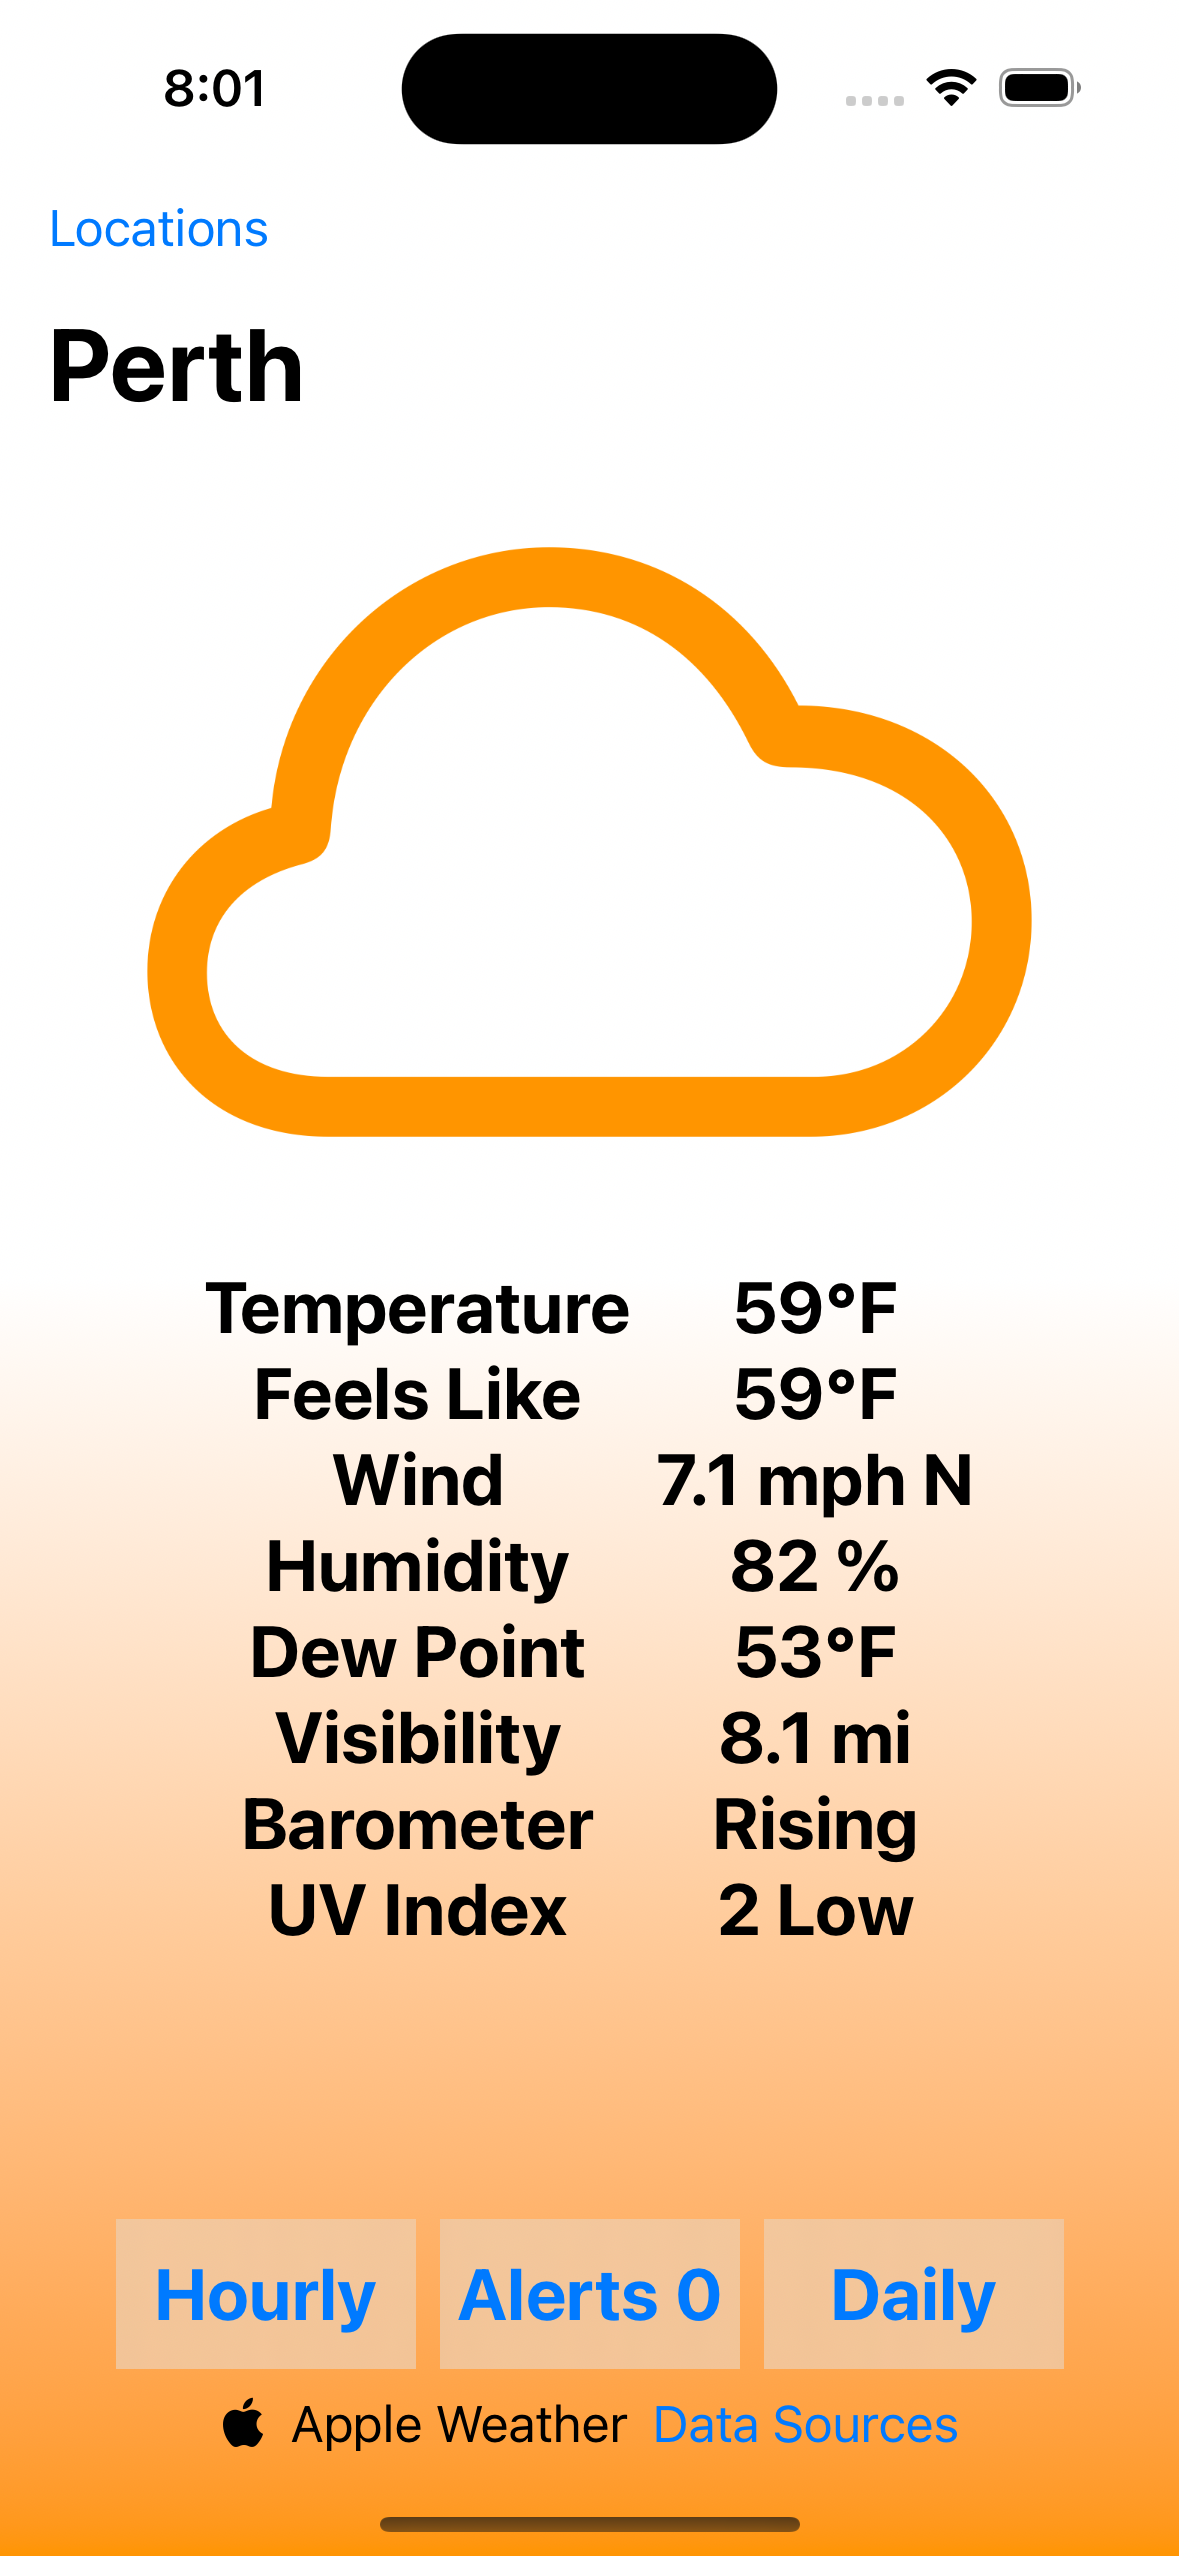 8:01
Locations
Perth
Temperature 59°F
Feels Like 59°F
Wind 7.1 mph N
Humidity 82 %
Dew Point 53°F
Visibility 8.1 mi
Barometer Rising
UV Index 2 Low
Hourly Alerts 0 Daily
Apple Weather Data Sources